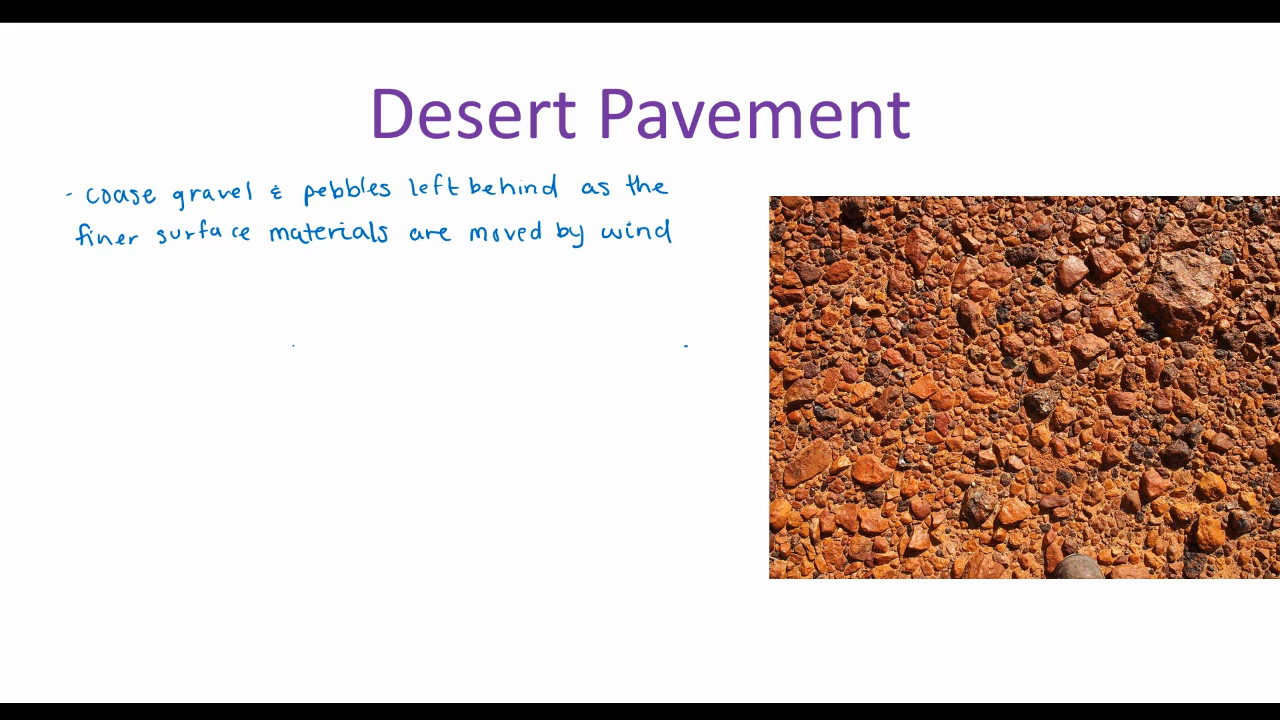 Desert Pavement
- coase gravel & pebbles left behind as the
finer surface materials are moved by wind